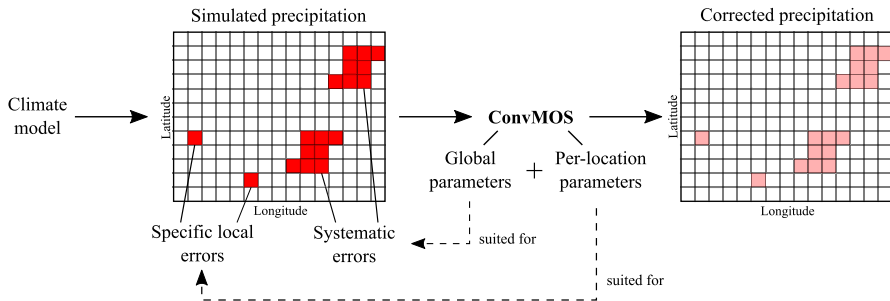 Simulated precipitation
Corrected precipitation
Climate
model
Latitude
Longitude
ConvMOS
Global
parameters
+
Per-location
parameters
Latitude
Longitude
Specific local
errors
Systematic
errors
suited for
suited for